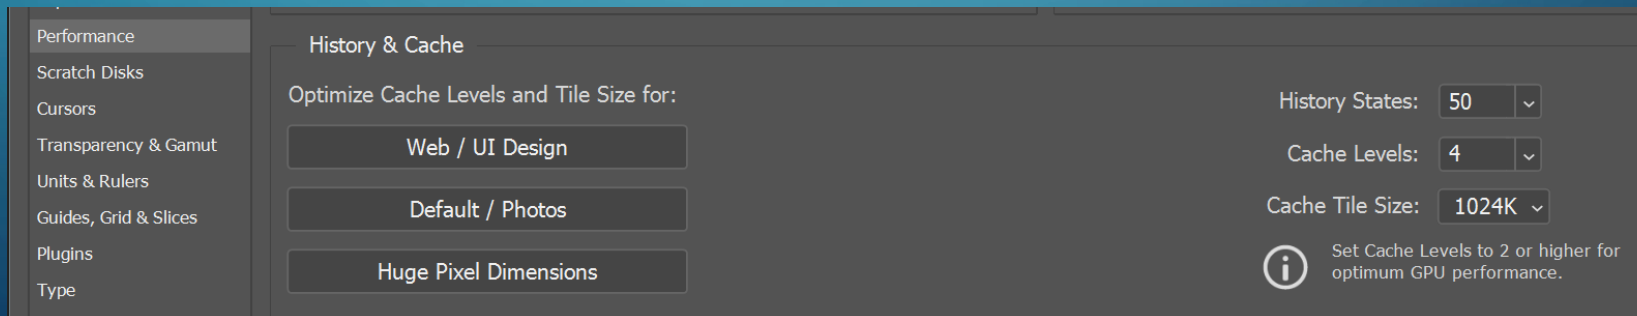 Performance
Scratch Disks
Cursors
Transparency & Gamut
Units & Rulers
Guides, Grid & Slices
Plugins
Type
History & Cache
Optimize Cache Levels and Tile Size for:
Web / UI Design
Default / Photos
Huge Pixel Dimensions
History States: 50
Cache Levels: 4
Cache Tile Size: 1024K
Set Cache Levels to 2 or higher for
optimum GPU performance.